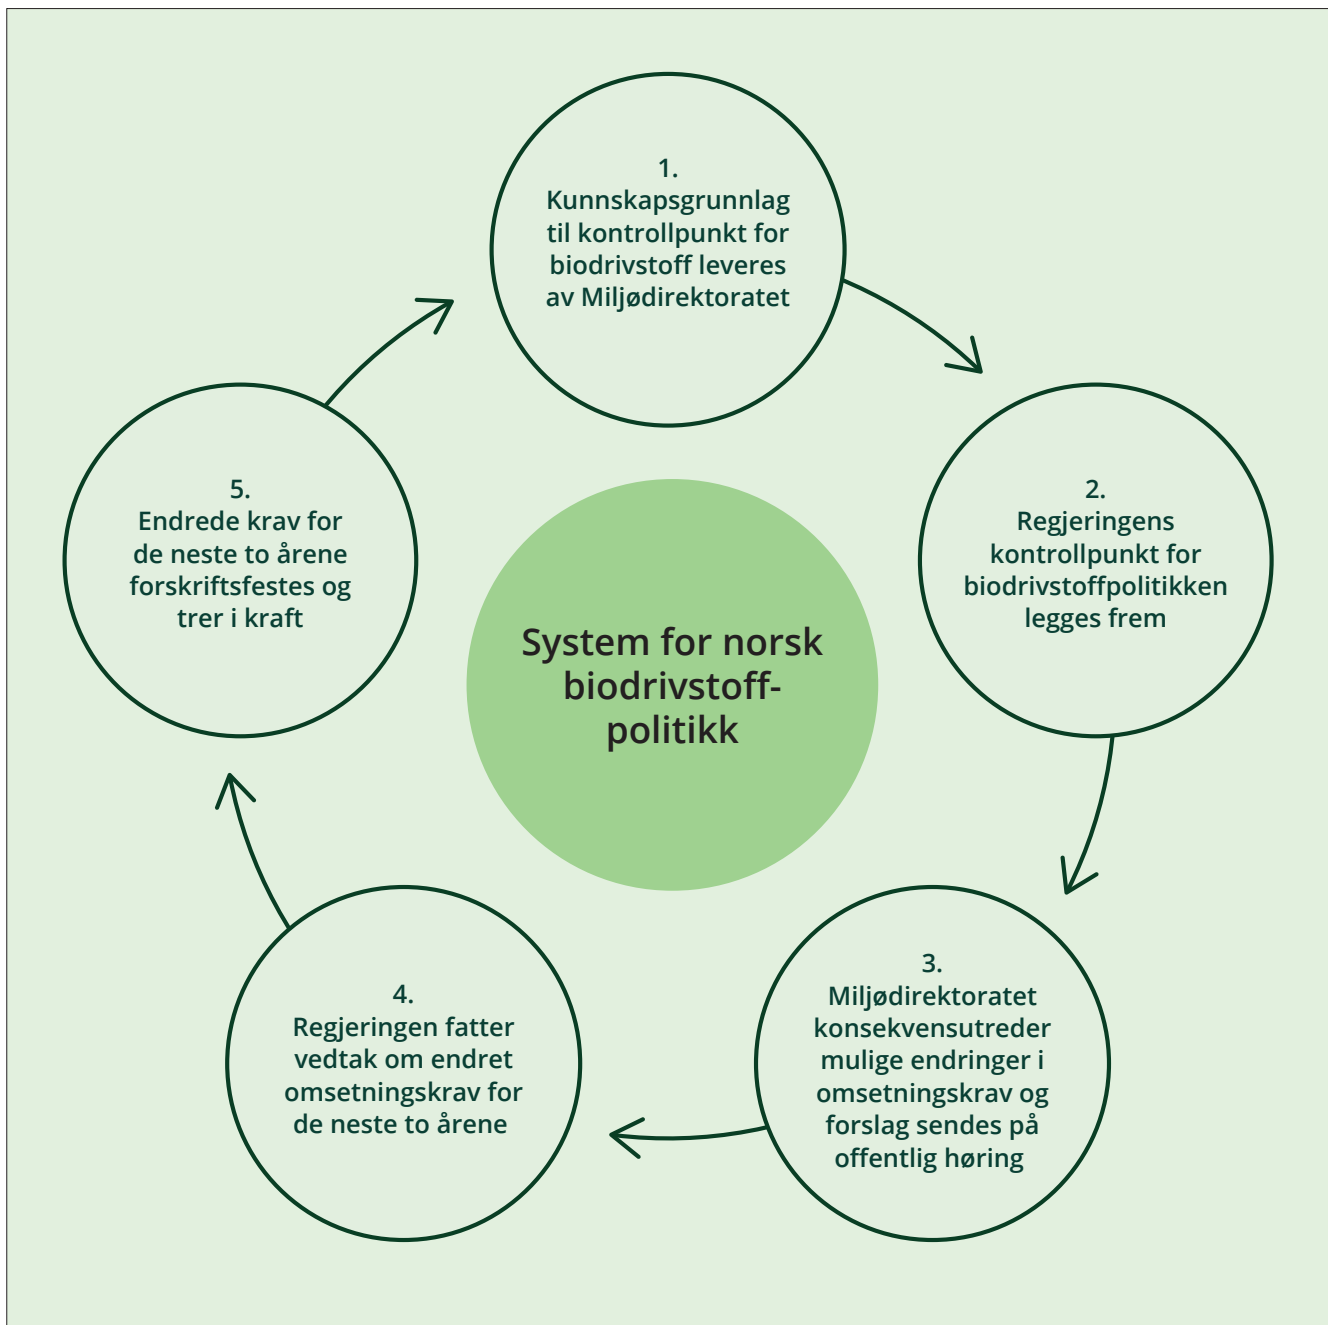 1.
Kunnskapsgrunnlag
til kontrollpunkt for
biodrivstoff leveres
av Miljødirektoratet
2.
Regjeringens
kontrollpunkt for
biodrivstoffpolitikken
legges frem
3.
Miljødirektoratet
konsekvensutreder
mulige endringer i
omsetningskrav og
forslag sendes på
offentlig høring
4.
Regjeringen fatter
vedtak om endret
omsetningskrav for
de neste to årene
5.
Endrede krav for
de neste to årene
forskriftsfestes og
trer i kraft
System for norsk
biodrivstoff-
politikk